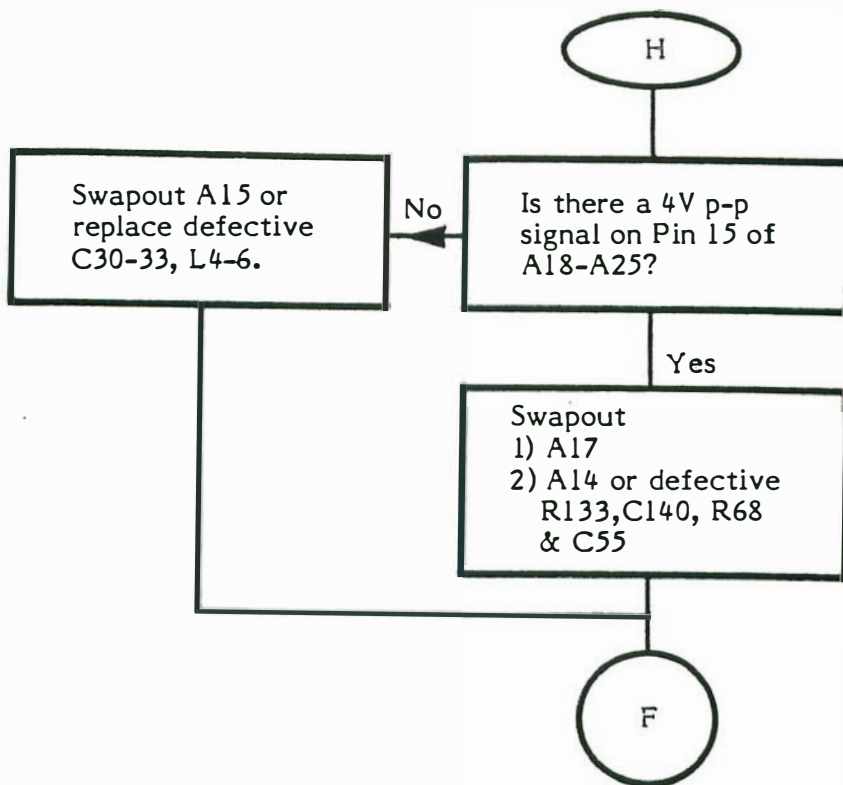 H
Is there a 4V p-p
signal on Pin 15 of
A18-A25?
No
Swapout A15 or
replace defective
C30-33, L4-6.
Yes
Swapout
1) A17
2) A14 or defective
R133,C140, R68
& C55
F